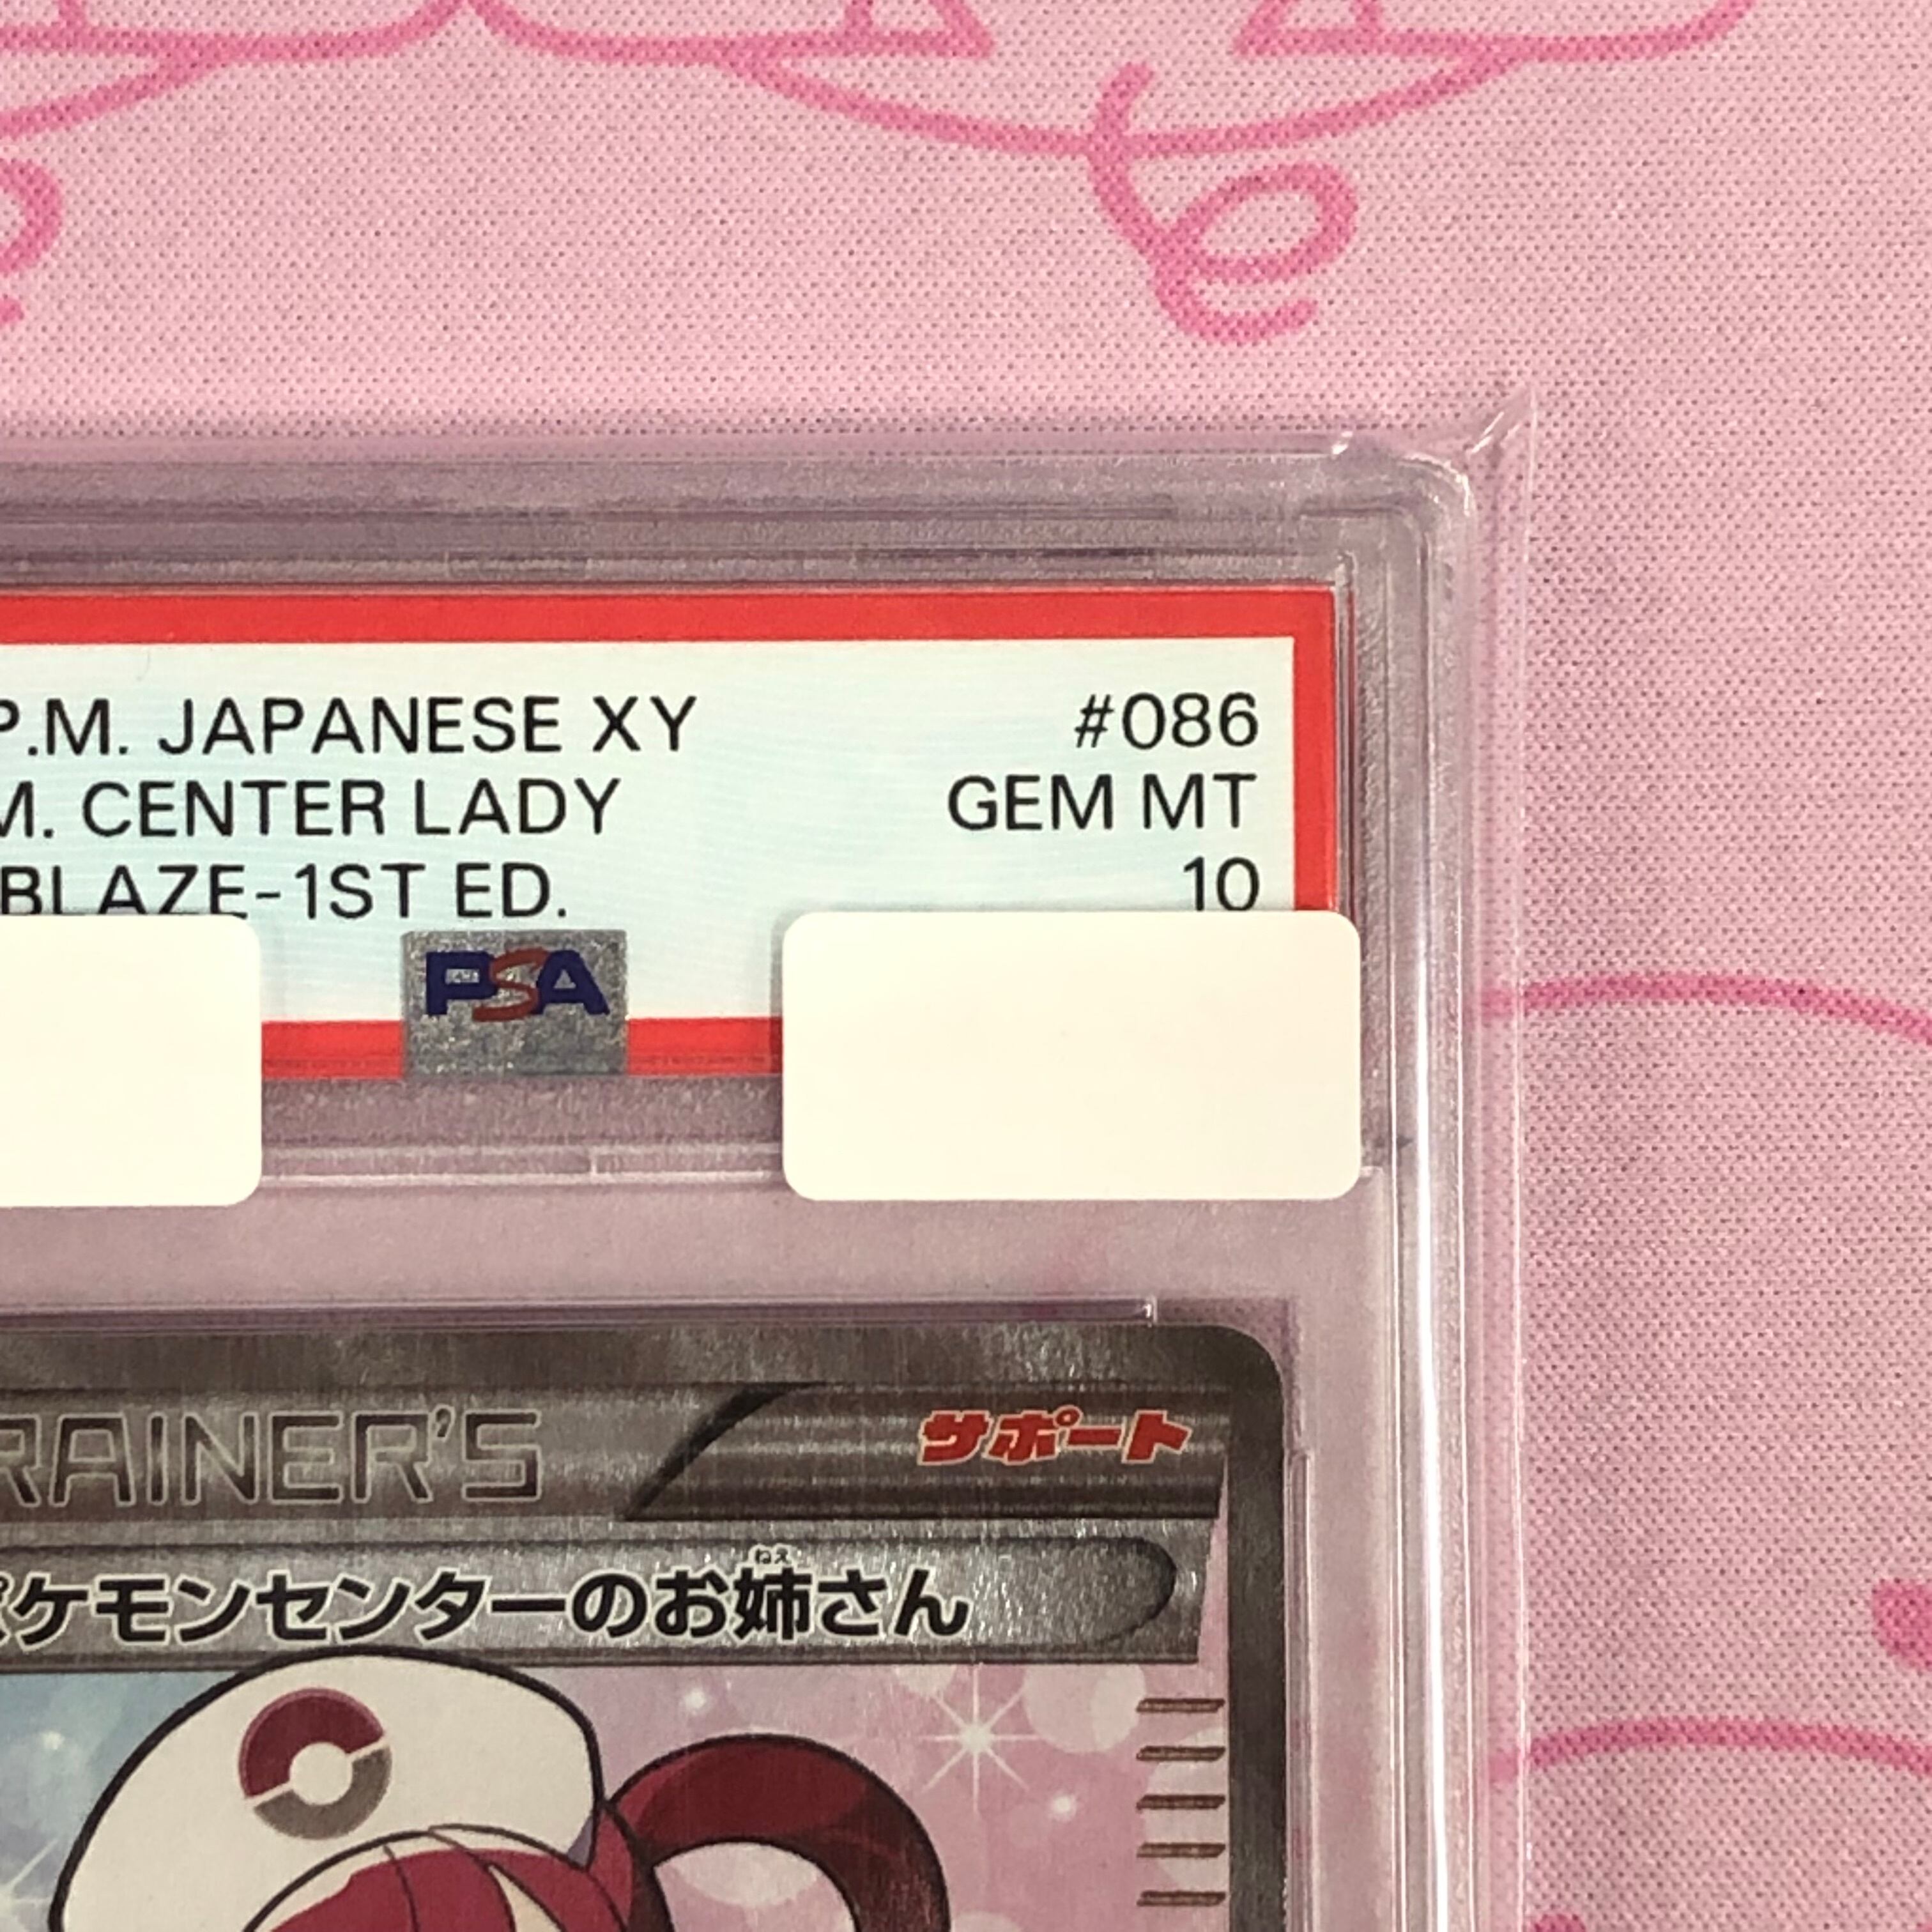 P.M. JAPANESE XY #086
M. CENTER LADY GEM MT
BLAZE-1ST ED. 10
PSA
RAINER'S サポート
ねえ
ポケモンセンターのお姉さん